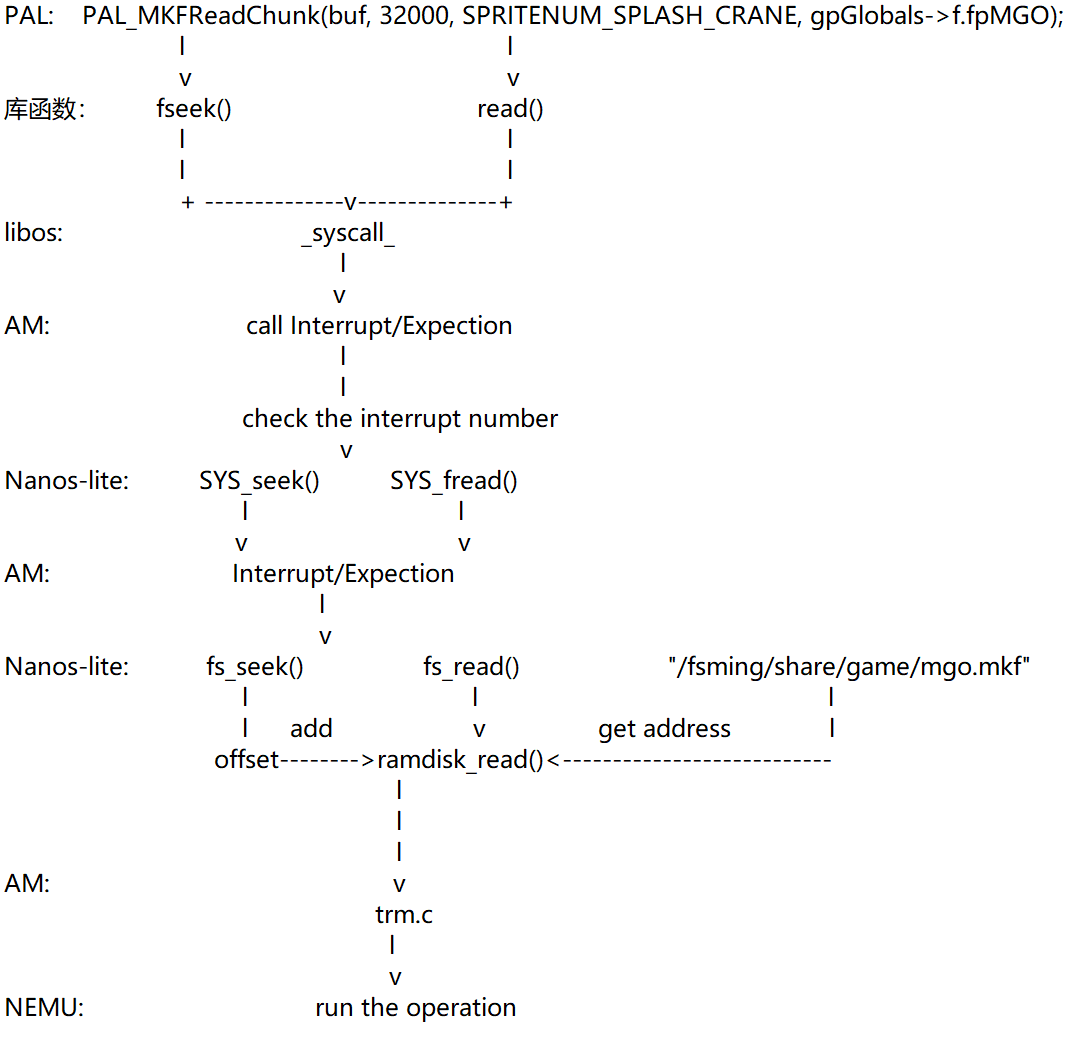 PAL: PAL_MKFReadChunk(buf, 32000, SPRITENUM_SPLASH_CRANE, gpGlobals->f.fpMGO);
| |
v v
库函数: fseek() read()
| |
| |
+ --------------v--------------+
libos: _syscall_
|
v
AM: call Interrupt/Expection
|
|
check the interrupt number
v
Nanos-lite: SYS_seek() SYS_fread()
| |
v v
AM: Interrupt/Expection
|
v
Nanos-lite: fs_seek() fs_read() "/fsming/share/game/mgo.mkf"
| | |
| add v get address |
offset-------->ramdisk_read()<---------------------------
|
|
|
AM: v
trm.c
|
v
NEMU: run the operation